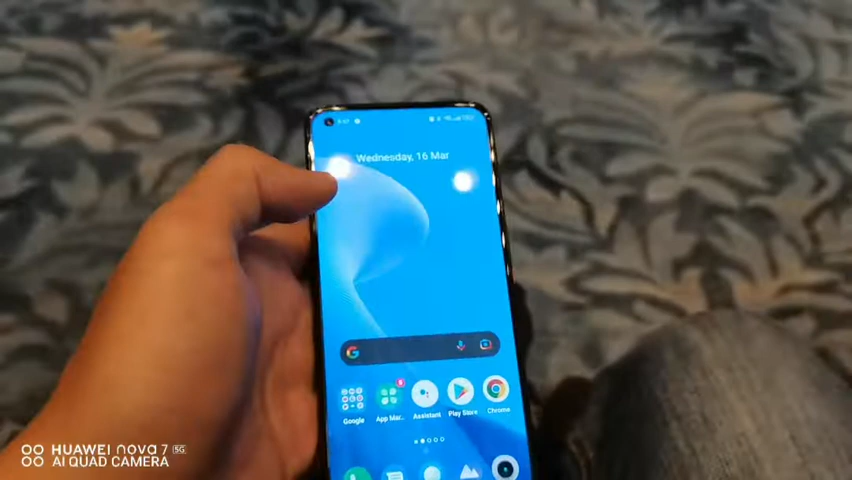 Wednesday, 16 Mar
Google
App Mar...
Assistant
Play Store
Chrome
HUAWEI nova 7 5G
AI QUAD CAMERA